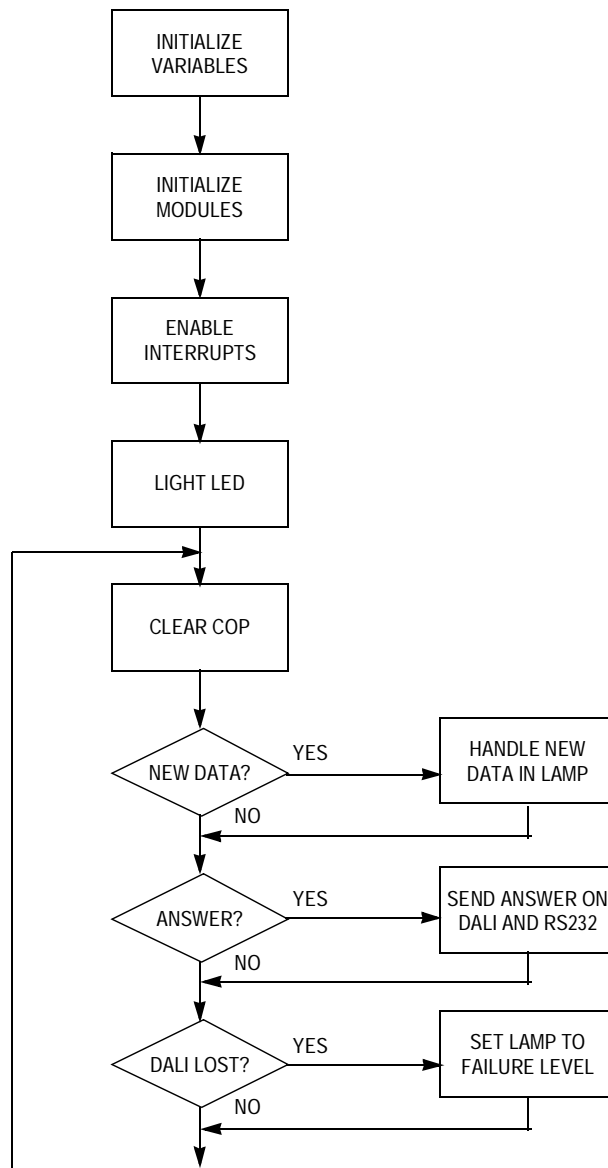 INITIALIZE
VARIABLES
INITIALIZE
MODULES
ENABLE
INTERRUPTS
LIGHT LED
CLEAR COP
NEW DATA?
YES
HANDLE NEW
DATA IN LAMP
NO
ANSWER?
YES
SEND ANSWER ON
DALI AND RS232
NO
DALI LOST?
YES
SET LAMP TO
FAILURE LEVEL
NO